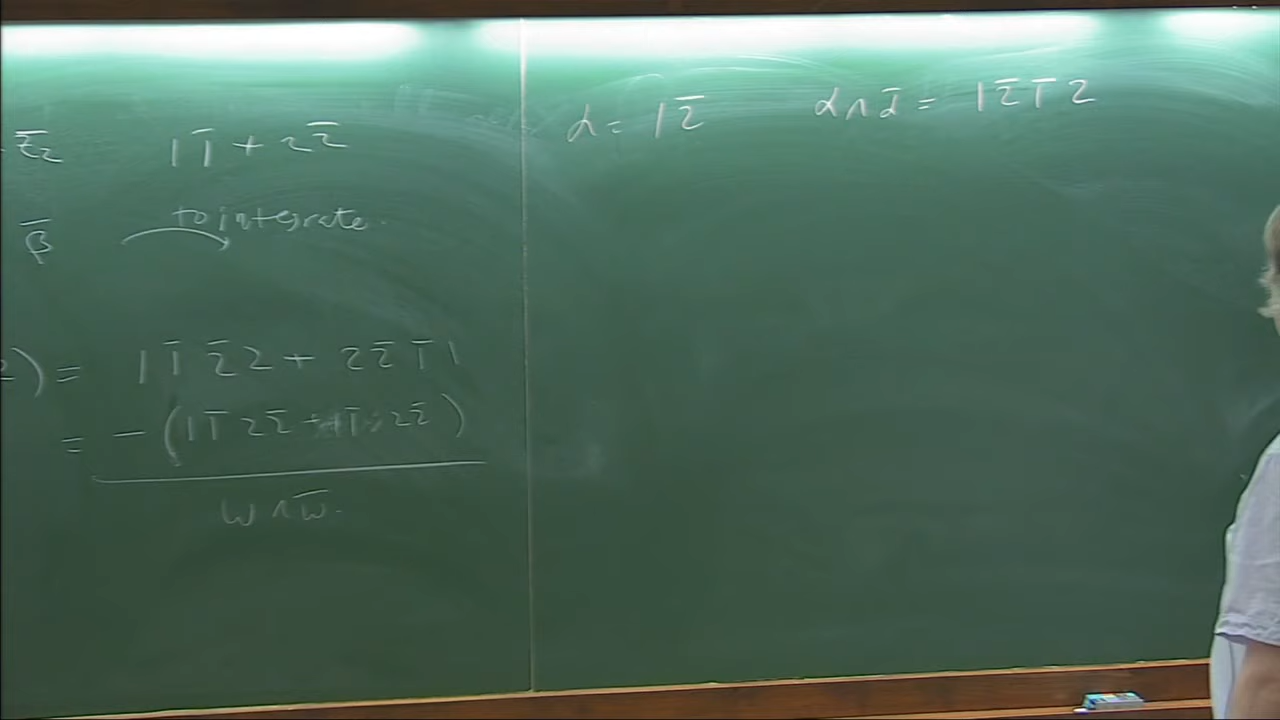 z̄₂ 1 1̄ + 2 2̄
β̄ to integrate.
2) = 1 1̄ 2̄ 2 + 2 2̄ 1̄ 1
= − (1 1̄ 2 2̄ + 1 1̄ 2 2̄)
ω ∧ ω̄.
α = 1 2̄ α ∧ ᾱ = 1 2̄ 1̄ 2